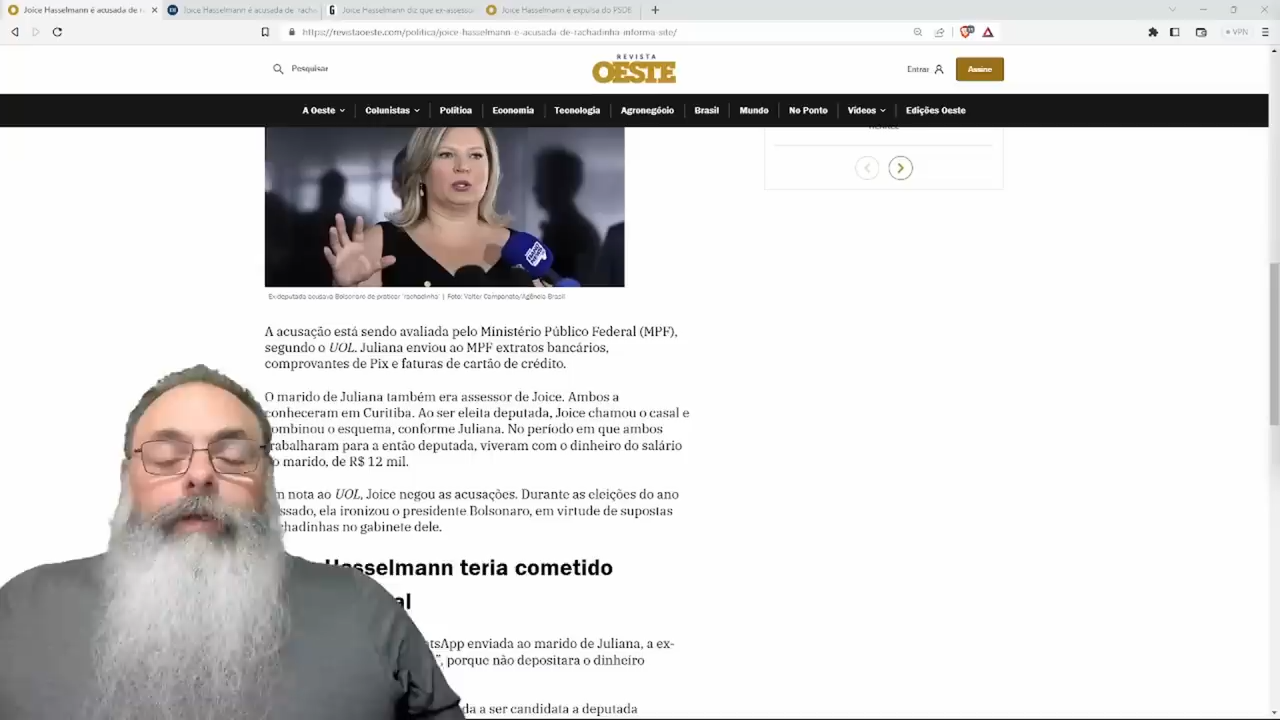 Joice Hasselmann é acusada de r
Joice Hasselmann é acusada de 'racha
Joice Hasselmann diz que ex-assesso
Joice Hasselmann é expulsa do PSDB
https://revistaoeste.com/politica/joice-hasselmann-e-acusada-de-rachadinha-informa-site/
VPN
Pesquisar
REVISTA
OESTE
Entrar
Assine
A Oeste
Colunistas
Política
Economia
Tecnologia
Agronegócio
Brasil
Mundo
No Ponto
Vídeos
Edições Oeste
Ex-deputada acusava Bolsonaro de praticar 'rachadinha' | Foto: Valter Campanato/Agência Brasil
A acusação está sendo avaliada pelo Ministério Público Federal (MPF),
segundo o UOL. Juliana enviou ao MPF extratos bancários,
comprovantes de Pix e faturas de cartão de crédito.
O marido de Juliana também era assessor de Joice. Ambos a
conheceram em Curitiba. Ao ser eleita deputada, Joice chamou o casal e
ombinou o esquema, conforme Juliana. No período em que ambos
rabalharam para a então deputada, viveram com o dinheiro do salário
o marido, de R$ 12 mil.
m nota ao UOL, Joice negou as acusações. Durante as eleições do ano
ssado, ela ironizou o presidente Bolsonaro, em virtude de supostas
chadinhas no gabinete dele.
Hasselmann teria cometido
al
tsApp enviada ao marido de Juliana, a ex-
", porque não depositara o dinheiro
da a ser candidata a deputada